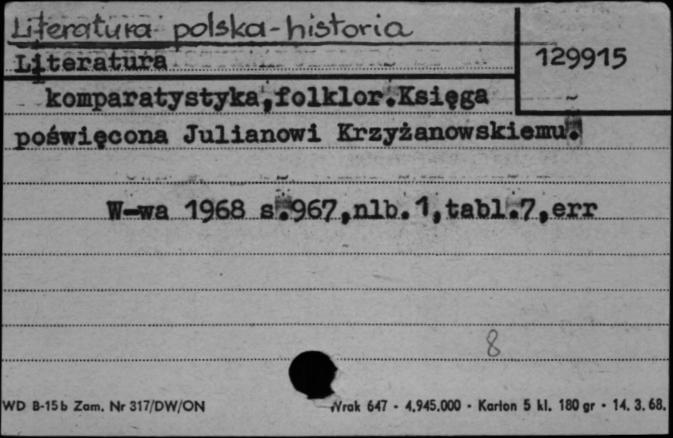 Literatura polska - historia
129915
Literatura
komparatystyka,folklor.Księga
poświęcona Julianowi Krzyżanowskiemu.
W-wa 1968 s.967,nlb.1,tabl.7,err
8
WD B-15b Zam. Nr 317/DW/ON
Wrak 647 - 4.945.000 - Karton 5 kl. 180 gr - 14. 3. 68.